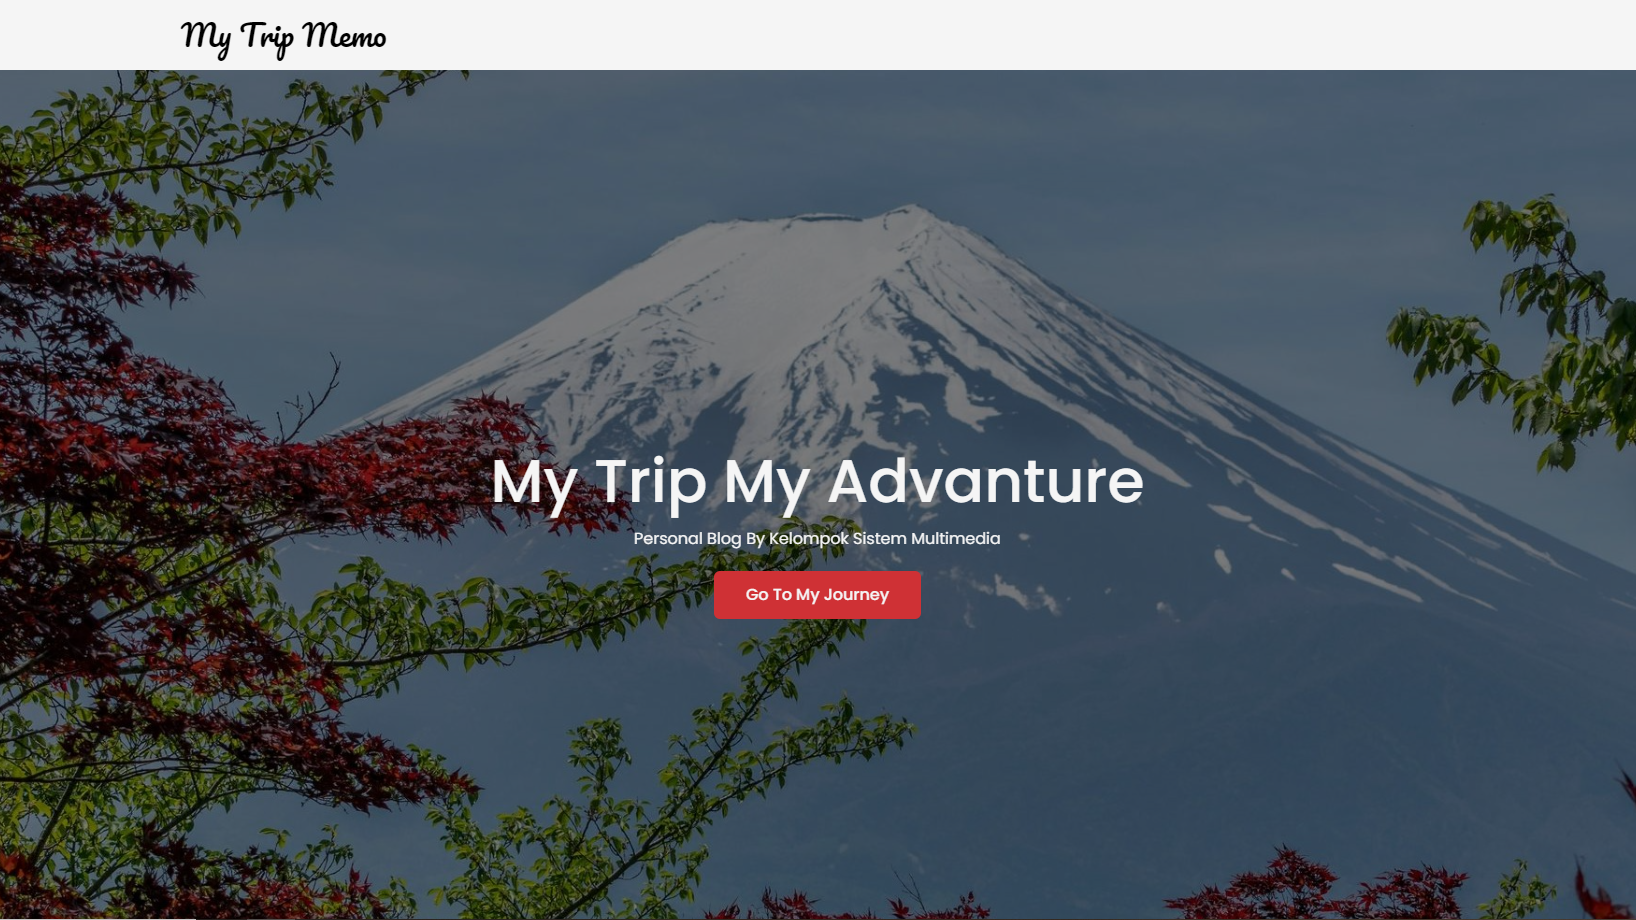 My Trip Memo
My Trip My Advanture
Personal Blog By Kelompok Sistem Multimedia
Go To My Journey